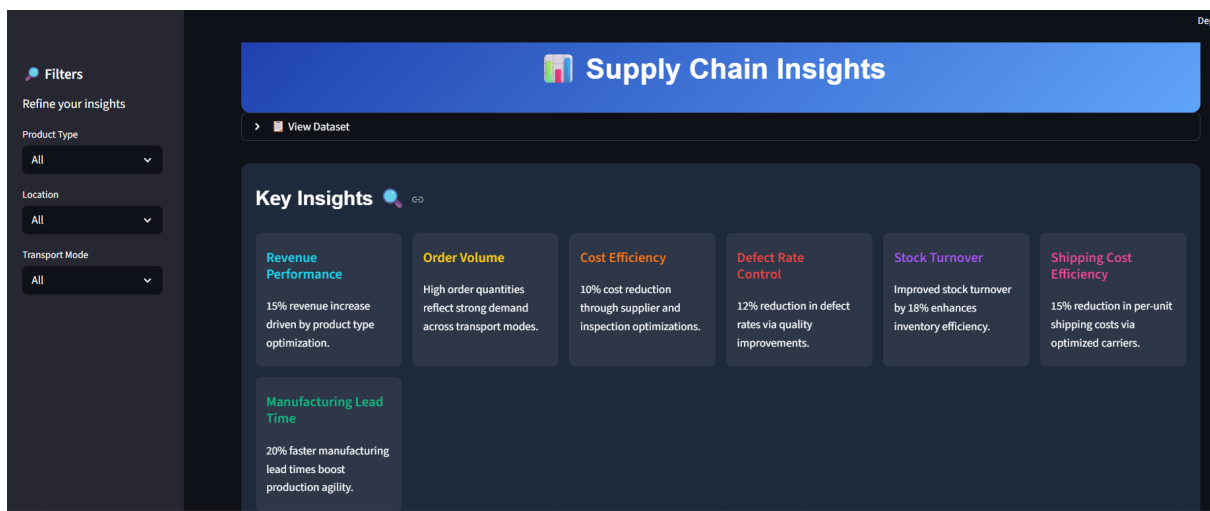 De
Filters
Refine your insights
Product Type
All
Location
All
Transport Mode
All
Supply Chain Insights
View Dataset
Key Insights
Revenue
Performance
15% revenue increase
driven by product type
optimization.
Order Volume
High order quantities
reflect strong demand
across transport modes.
Cost Efficiency
10% cost reduction
through supplier and
inspection optimizations.
Defect Rate
Control
12% reduction in defect
rates via quality
improvements.
Stock Turnover
Improved stock turnover
by 18% enhances
inventory efficiency.
Shipping Cost
Efficiency
15% reduction in per-unit
shipping costs via
optimized carriers.
Manufacturing Lead
Time
20% faster manufacturing
lead times boost
production agility.